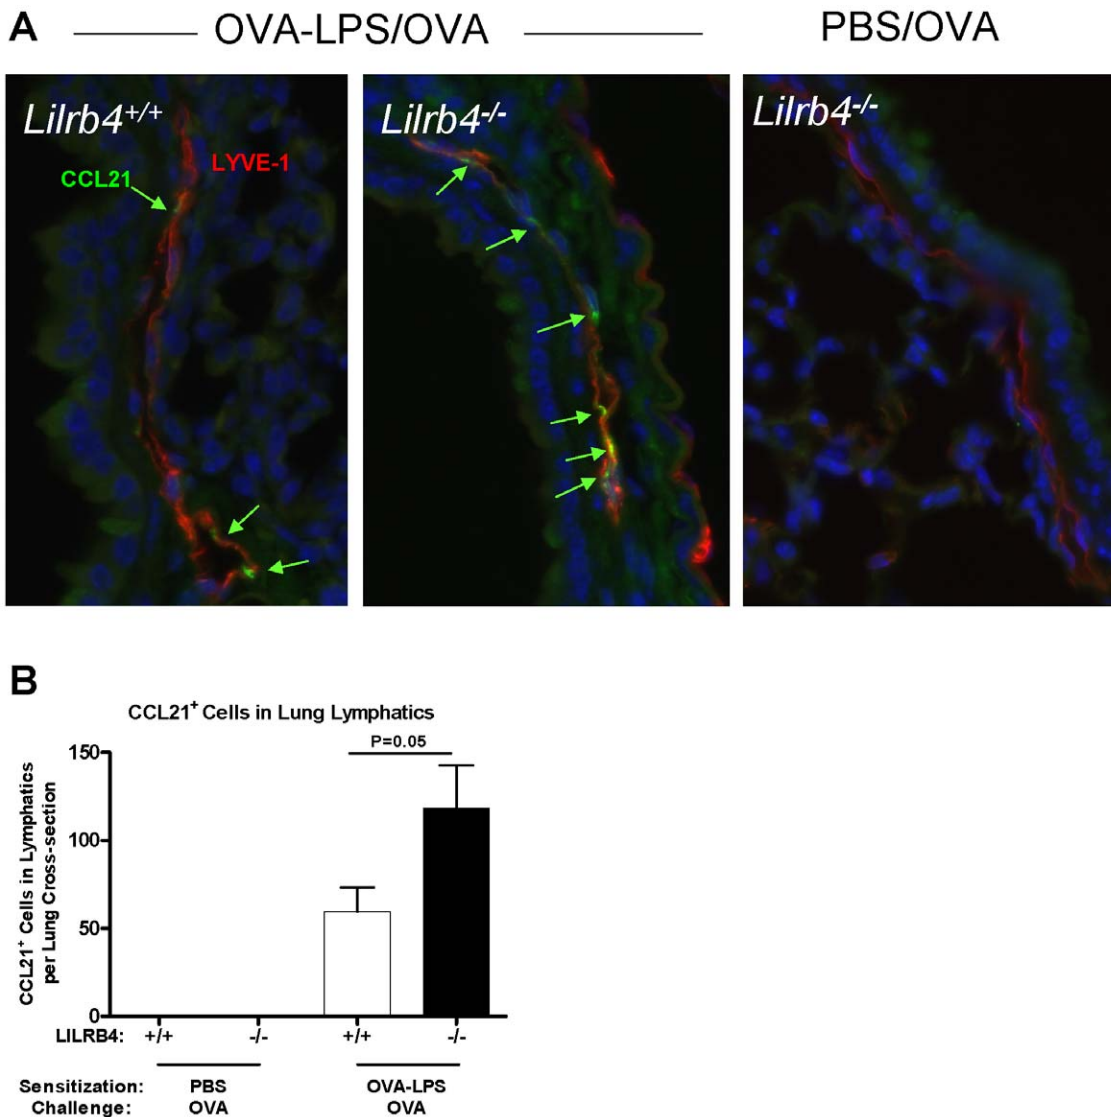 A
OVA-LPS/OVA
PBS/OVA
Lilrb4+/+
Lilrb4-/-
Lilrb4-/-
LYVE-1
CCL21
B
CCL21+ Cells in Lung Lymphatics
P=0.05
CCL21+ Cells in Lymphatics
per Lung Cross-section
150
100
50
0
LILRB4: +/+ -/- +/+ -/-
Sensitization: PBS OVA-LPS
Challenge: OVA OVA